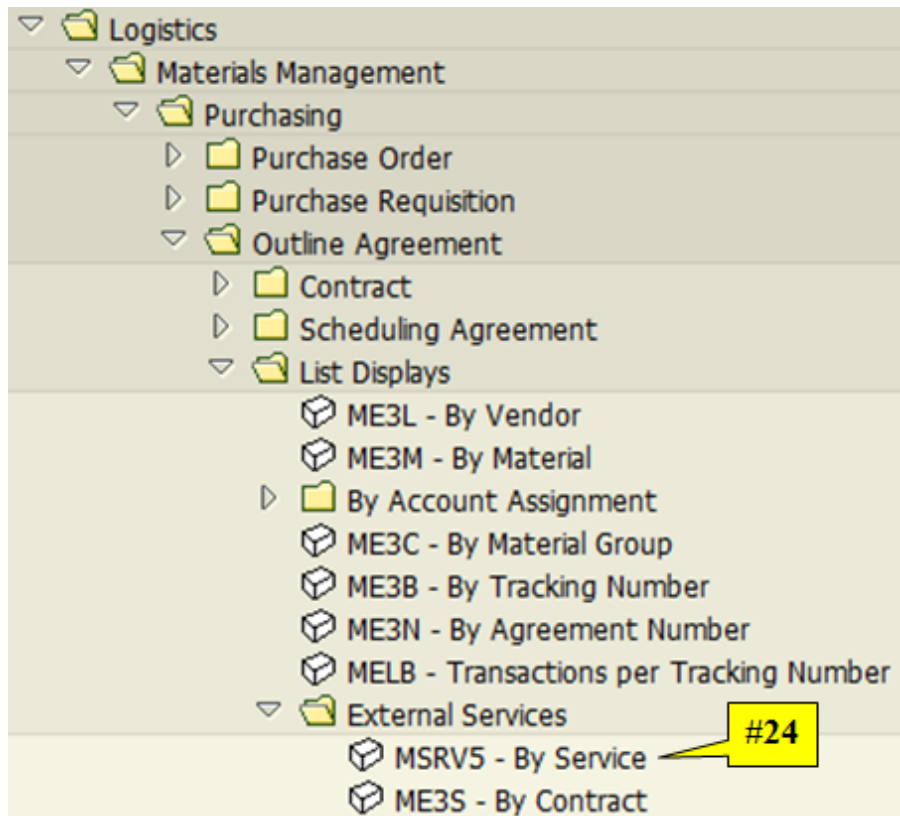 Logistics
Materials Management
Purchasing
Purchase Order
Purchase Requisition
Outline Agreement
Contract
Scheduling Agreement
List Displays
ME3L - By Vendor
ME3M - By Material
By Account Assignment
ME3C - By Material Group
ME3B - By Tracking Number
ME3N - By Agreement Number
MELB - Transactions per Tracking Number
External Services
#24
MSRV5 - By Service
ME3S - By Contract